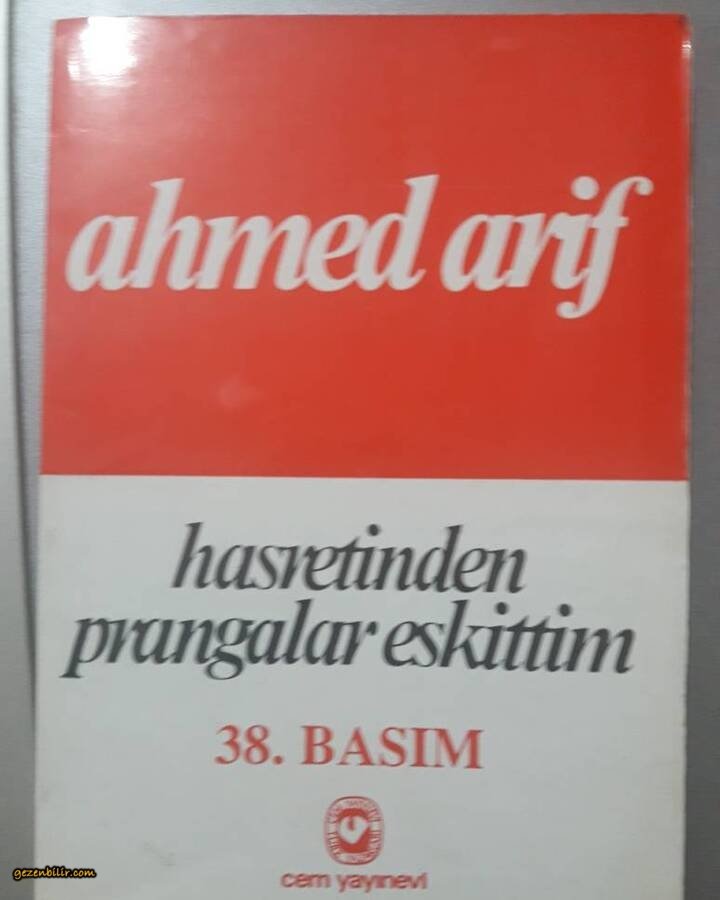 ahmed arif
hasretinden
prangalar eskittim
38. BASIM
cem yayınevi
gezenbilir.com